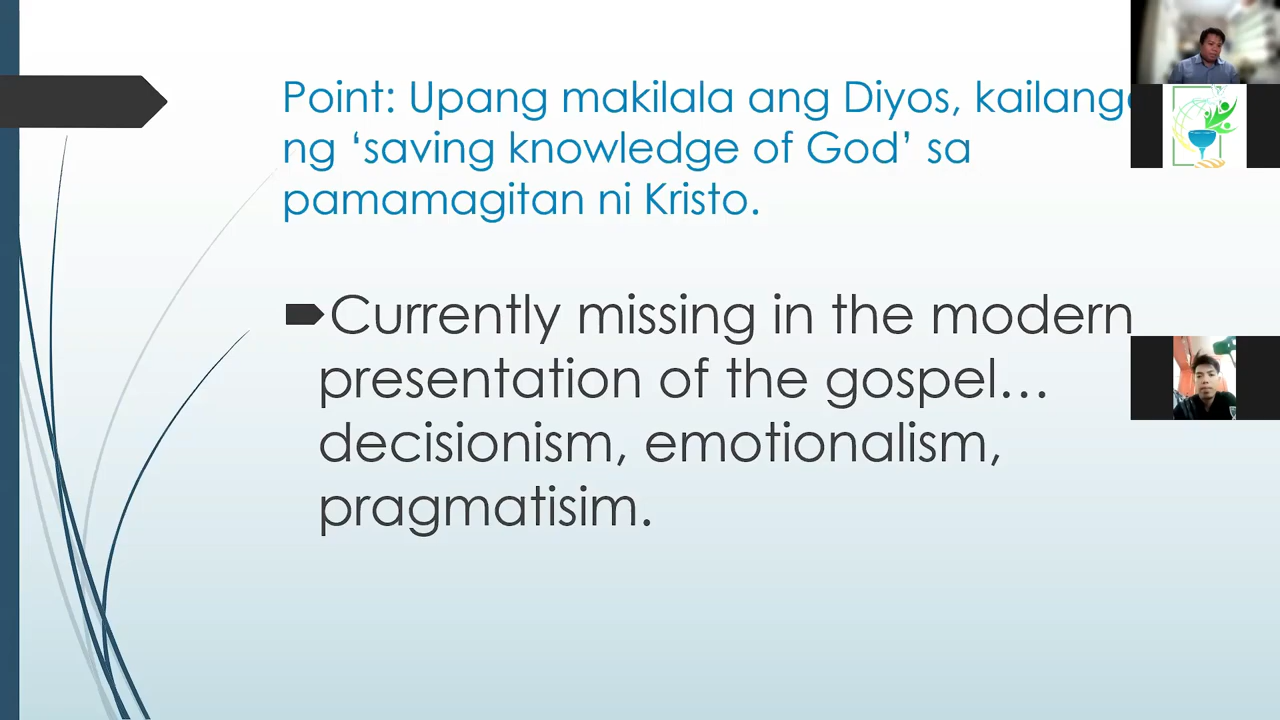 Point: Upang makilala ang Diyos,
ng ‘saving knowledge of God’ sa
pamamagitan ni Kristo.
Currently missing in the modern
presentation of the gospel…
decisionism, emotionalism,
pragmatisim.